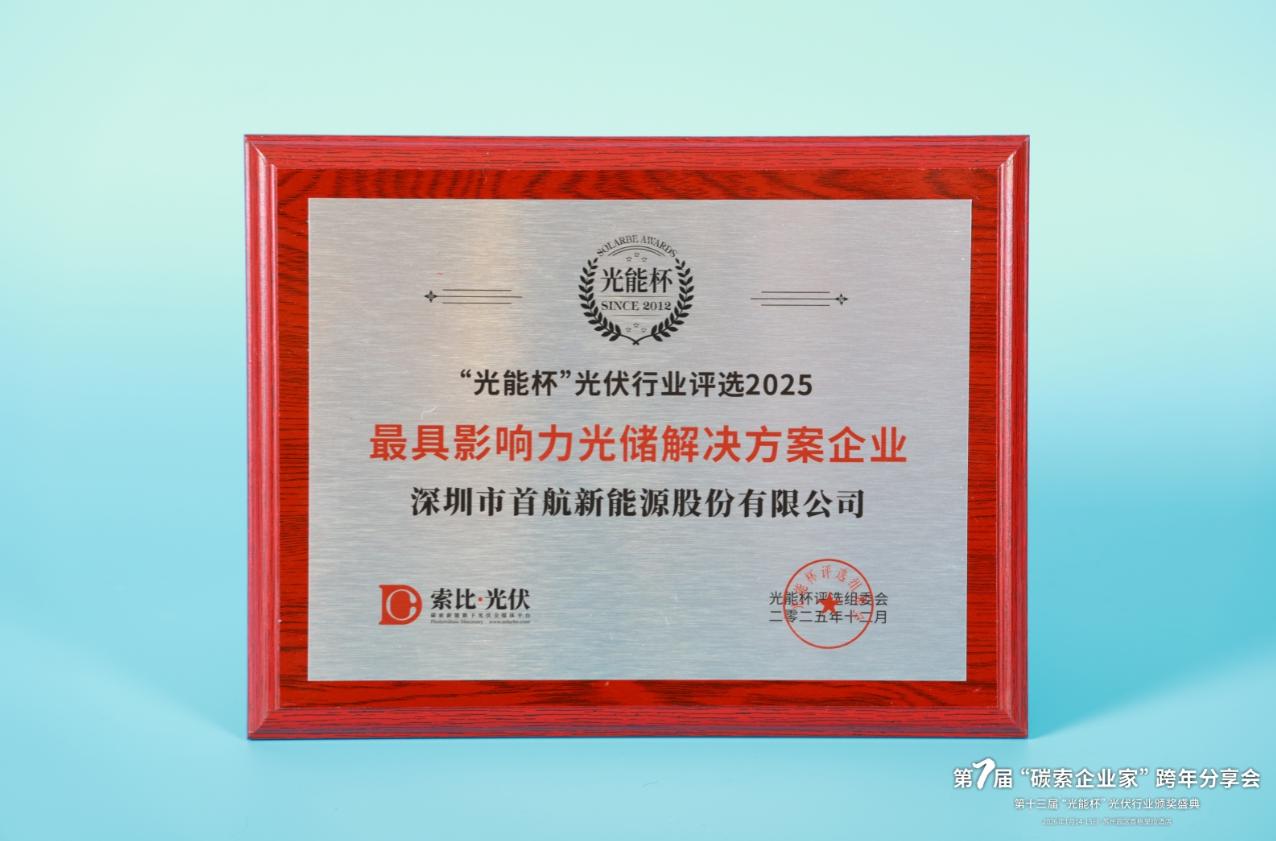 SOLARBE AWARDS
光能杯
SINCE 2012
“光能杯”光伏行业评选2025
最具影响力光储解决方案企业
深圳市首航新能源股份有限公司
索比·光伏
光能杯评选组委会
二零二五年十二月
第7届“碳索企业家”跨年分享会
第十三届“光能杯”光伏行业颁奖盛典